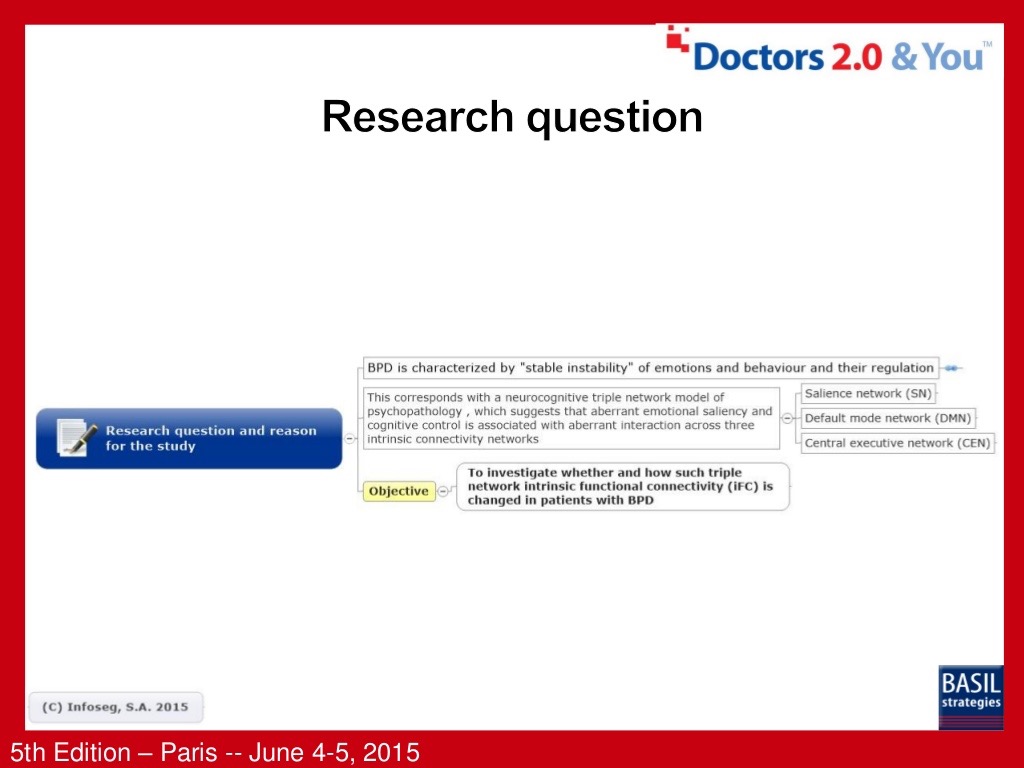 Doctors 2.0 & You™
Research question
BPD is characterized by "stable instability" of emotions and behaviour and their regulation
Research question and reason
for the study
This corresponds with a neurocognitive triple network model of
psychopathology , which suggests that aberrant emotional saliency and
cognitive control is associated with aberrant interaction across three
intrinsic connectivity networks
Salience network (SN)
Default mode network (DMN)
Central executive network (CEN)
Objective
To investigate whether and how such triple
network intrinsic functional connectivity (iFC) is
changed in patients with BPD
(C) Infoseg, S.A. 2015
BASIL
strategies
5th Edition – Paris -- June 4-5, 2015